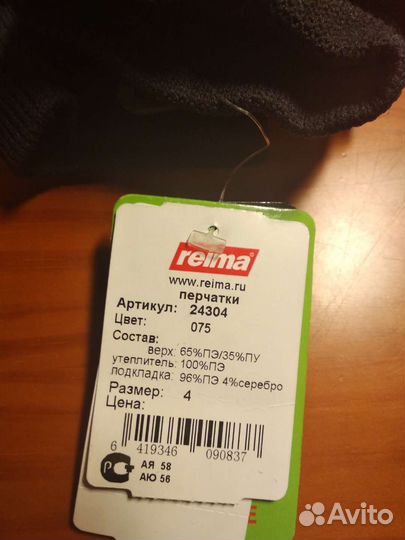 reima
www.reima.ru
перчатки
Артикул: 24304
Цвет: 075
Состав:
верх: 65%ПЭ/35%ПУ
утеплитель: 100%ПЭ
подкладка: 96%ПЭ 4%серебро
Размер: 4
Цена:
6 419346 090837
АЯ 58
АЮ 56
E
Avito